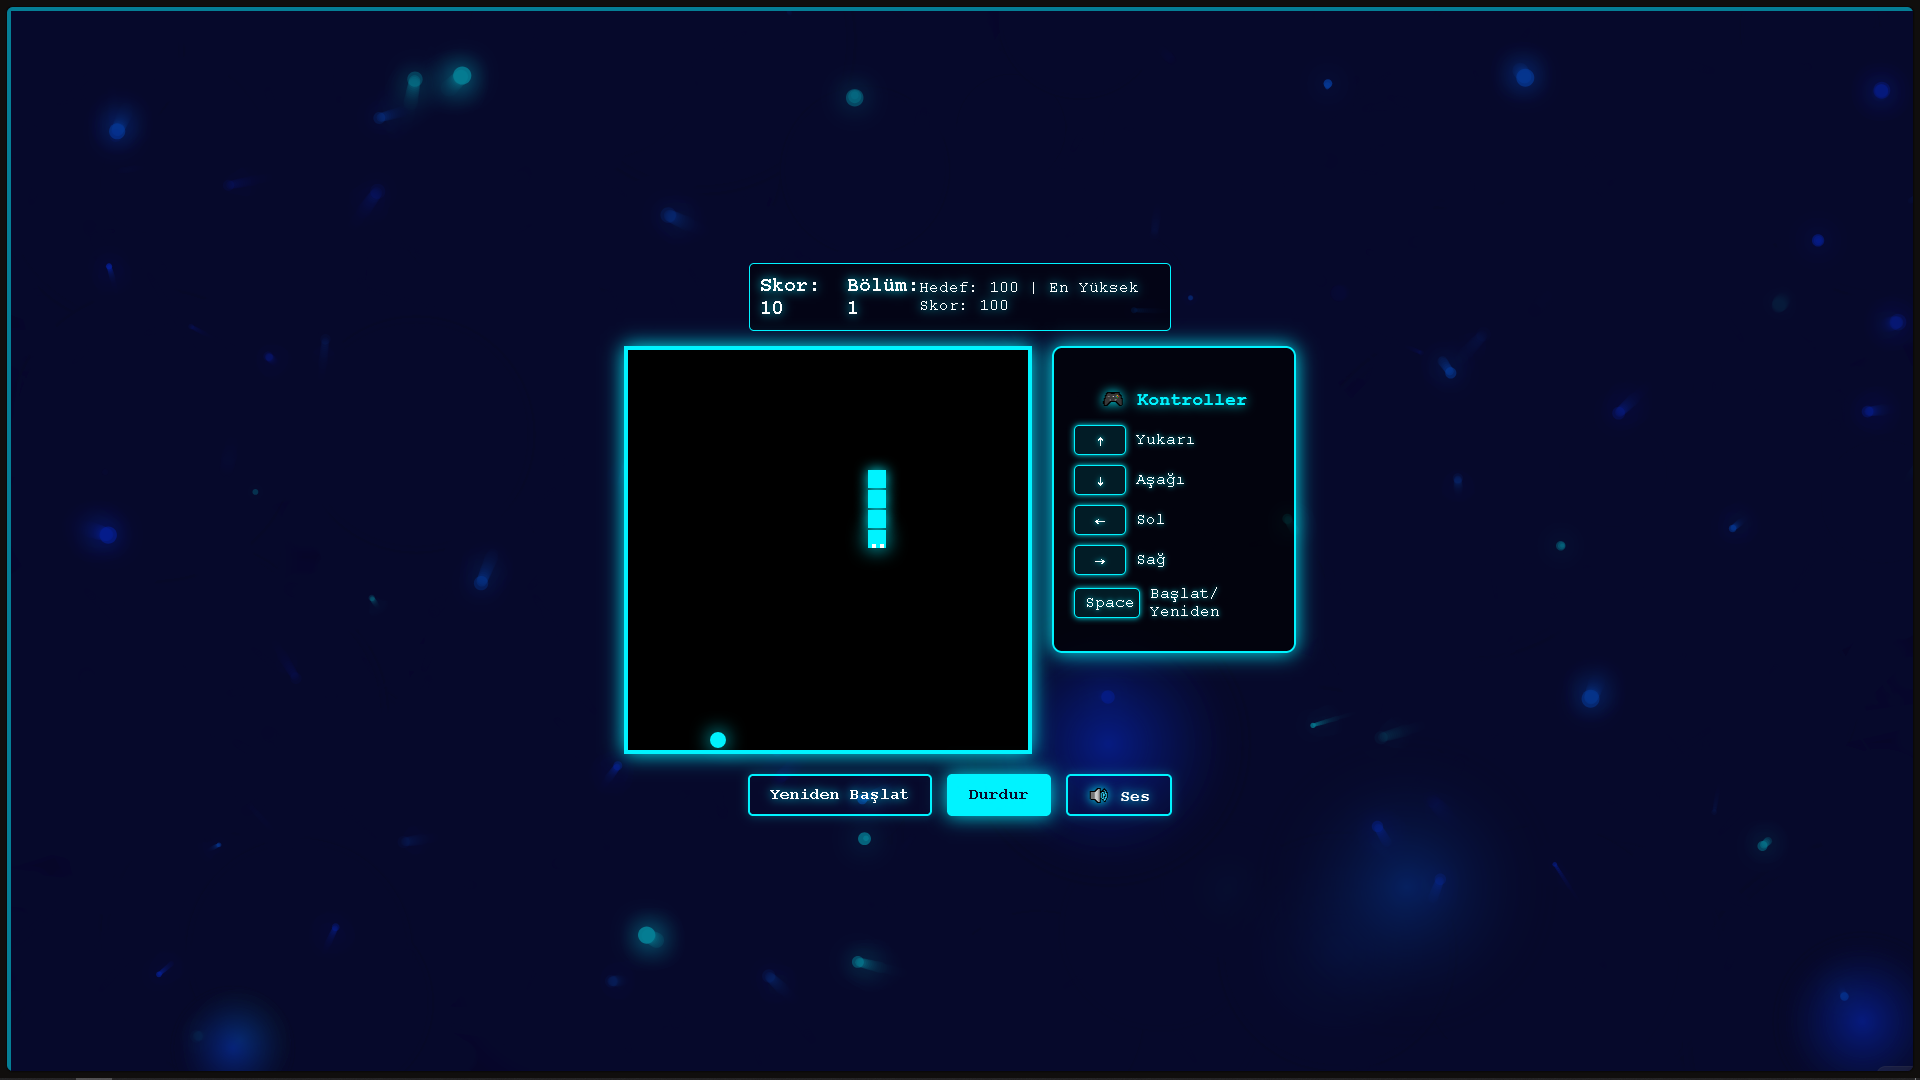 Skor:
10
Bölüm:
1
Hedef: 100 | En Yüksek
Skor: 100
🎮 Kontroller
↑ Yukarı
↓ Aşağı
← Sol
→ Sağ
Space Başlat/
Yeniden
Yeniden Başlat
Durdur
🔊 Ses